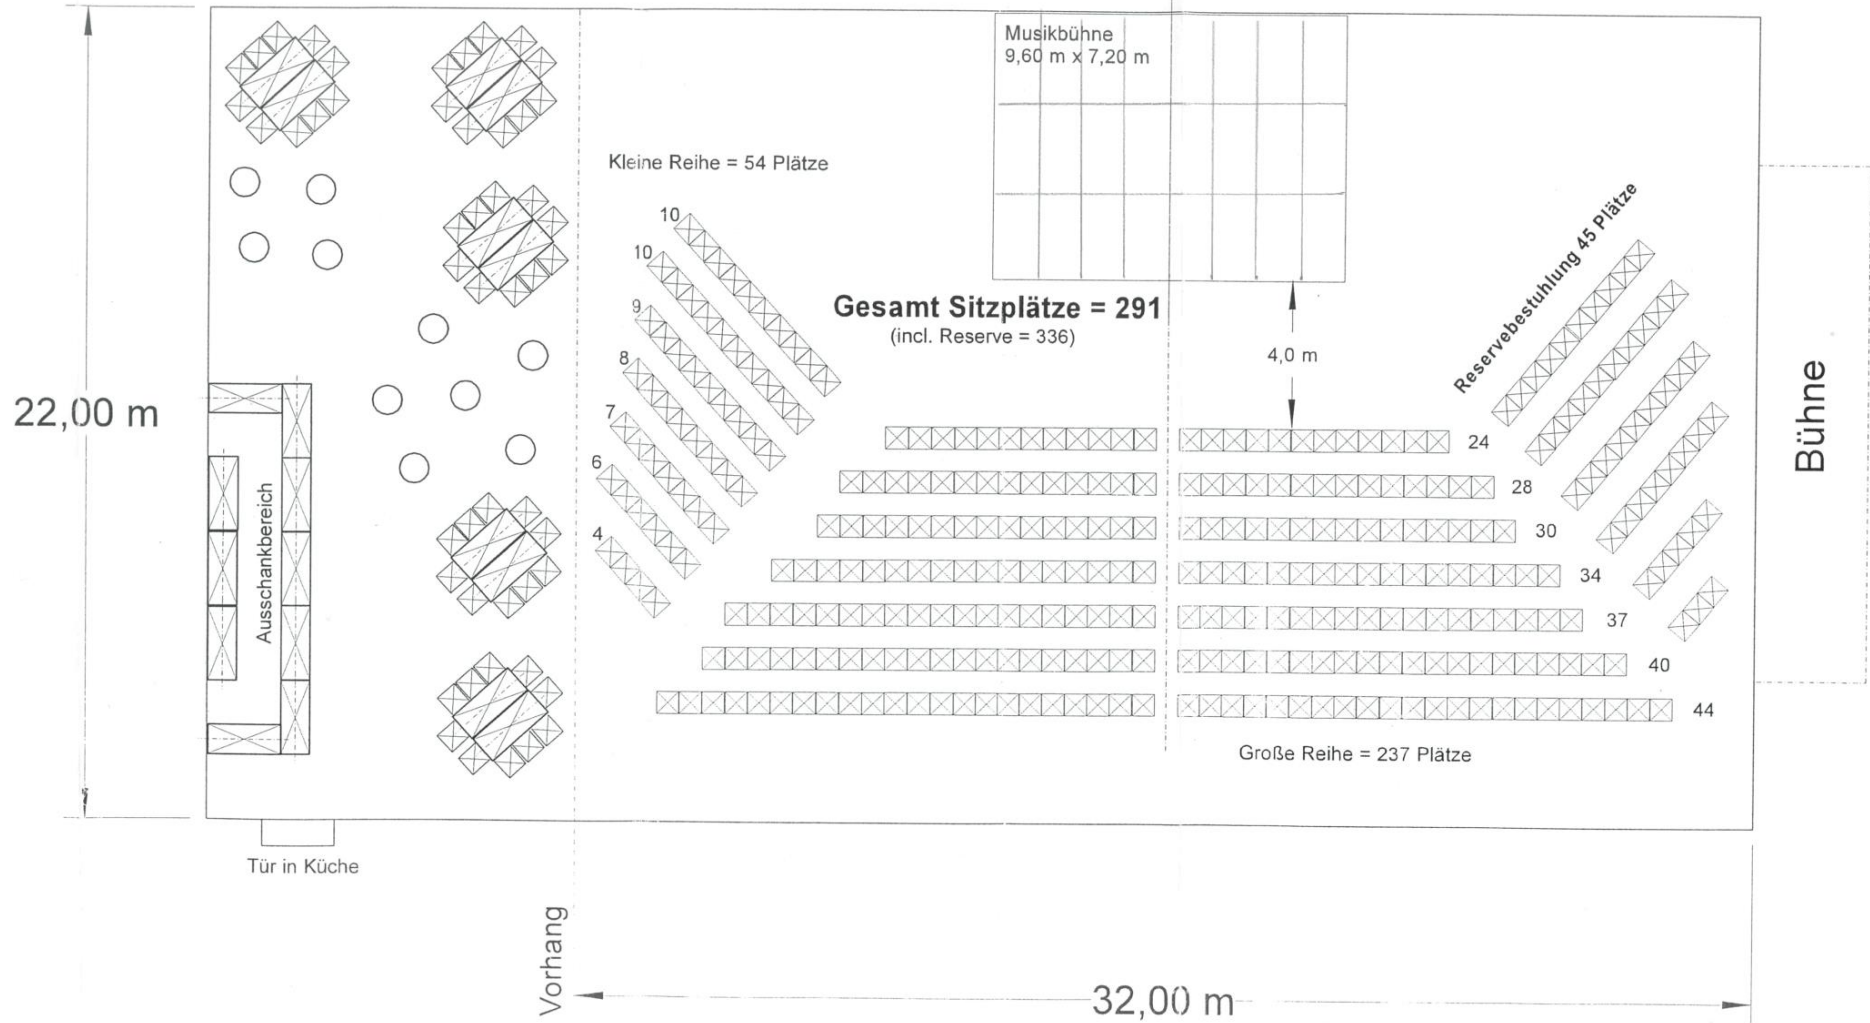 Musikbühne
9,60 m x 7,20 m
Kleine Reihe = 54 Plätze
10
10
9
8
7
6
4
Gesamt Sitzplätze = 291
(incl. Reserve = 336)
4,0 m
Reservebestuhlung 45 Plätze
Bühne
22,00 m
Ausschankbereich
24
28
30
34
37
40
44
Große Reihe = 237 Plätze
Tür in Küche
Vorhang
32,00 m